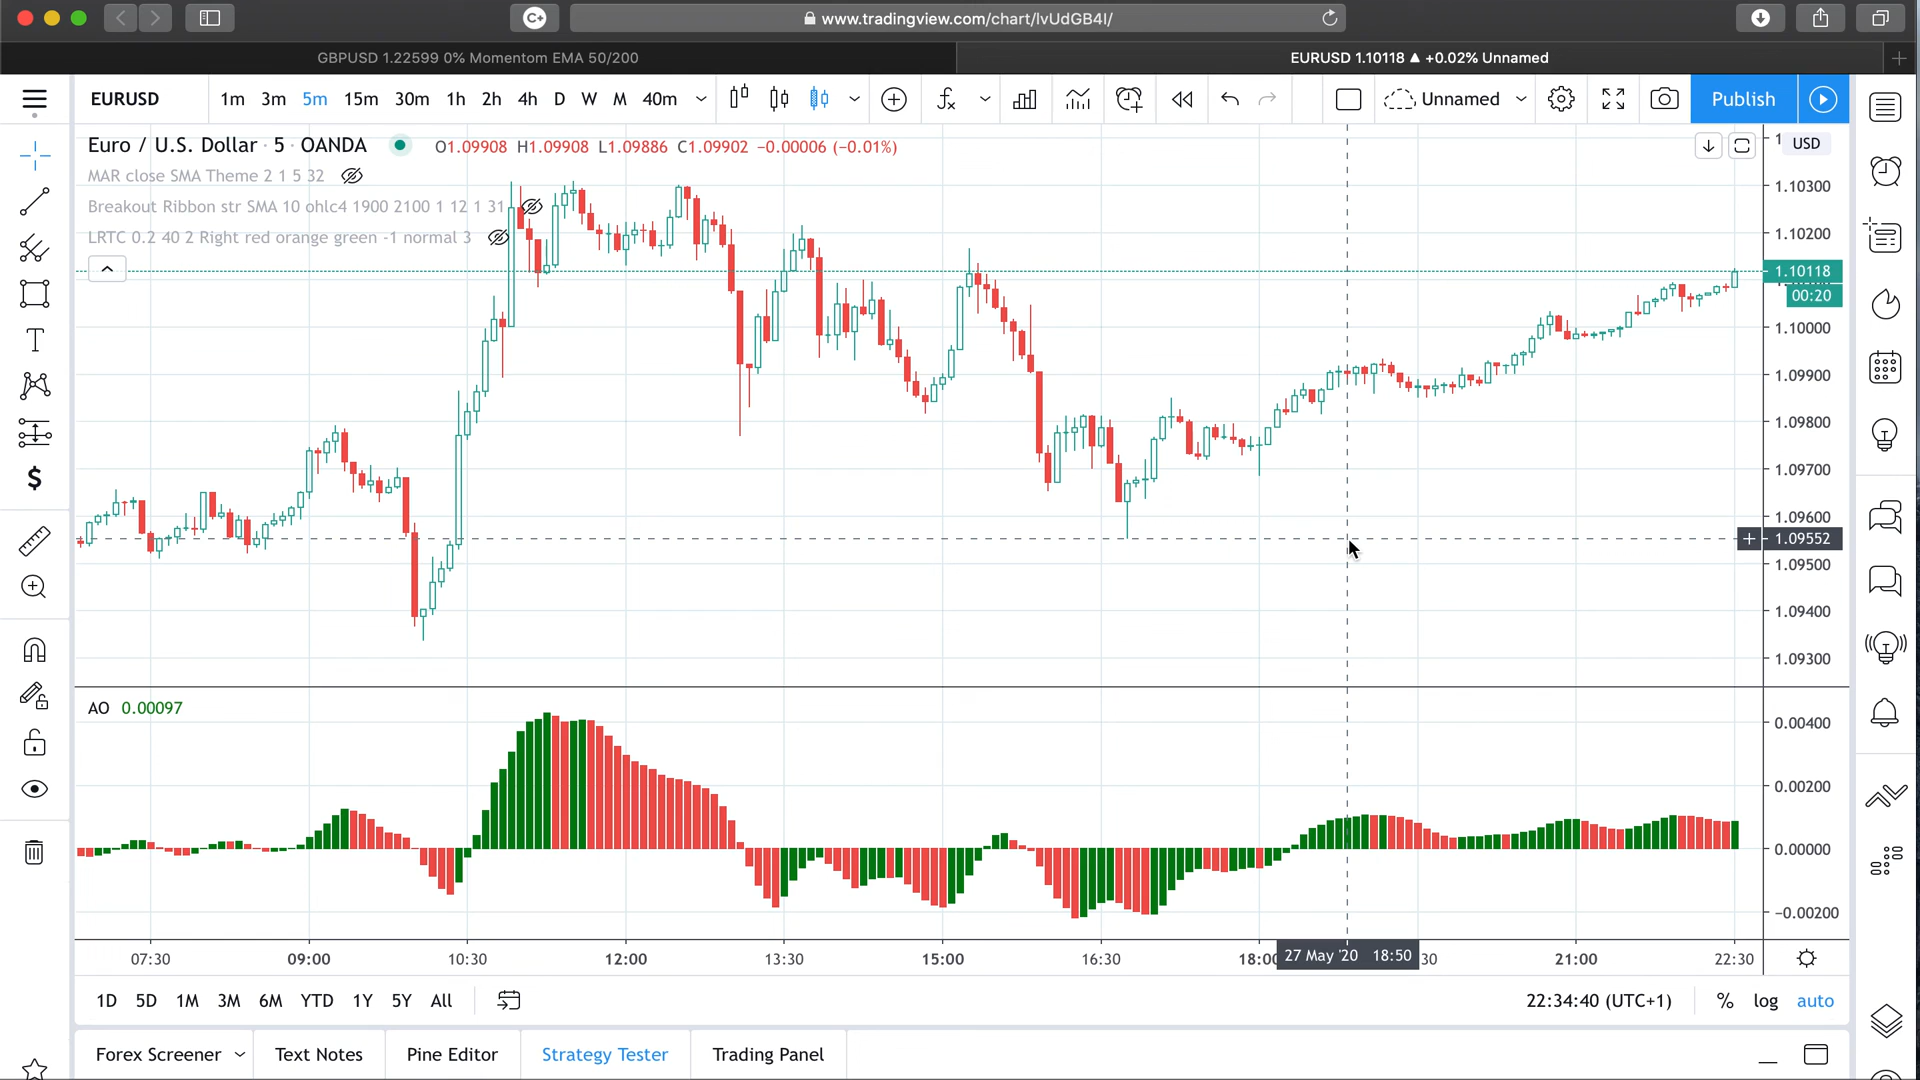 www.tradingview.com/chart/lvUdGB4I/
GBPUSD 1.22599 0% Momentom EMA 50/200
EURUSD 1.10118 ▲ +0.02% Unnamed
EURUSD 1m 3m 5m 15m 30m 1h 2h 4h D W M 40m Unnamed Publish
Euro / U.S. Dollar · 5 · OANDA O1.09908 H1.09908 L1.09886 C1.09902 −0.00006 (−0.01%)
USD
MAR close SMA Theme 2 1 5 32
Breakout Ribbon str SMA 10 ohlc4 1900 2100 1 12 1 31
LRTC 0.2 40 2 Right red orange green -1 normal 3
1.10300
1.10200
1.10118
00:20
1.10000
1.09900
1.09800
1.09700
1.09600
1.09552
1.09500
1.09400
1.09300
AO 0.00097
0.00400
0.00200
0.00000
−0.00200
07:30 09:00 10:30 12:00 13:30 15:00 16:30 18:00 27 May '20 18:50 30 21:00 22:30
1D 5D 1M 3M 6M YTD 1Y 5Y All 22:34:40 (UTC+1) % log auto
Forex Screener Text Notes Pine Editor Strategy Tester Trading Panel